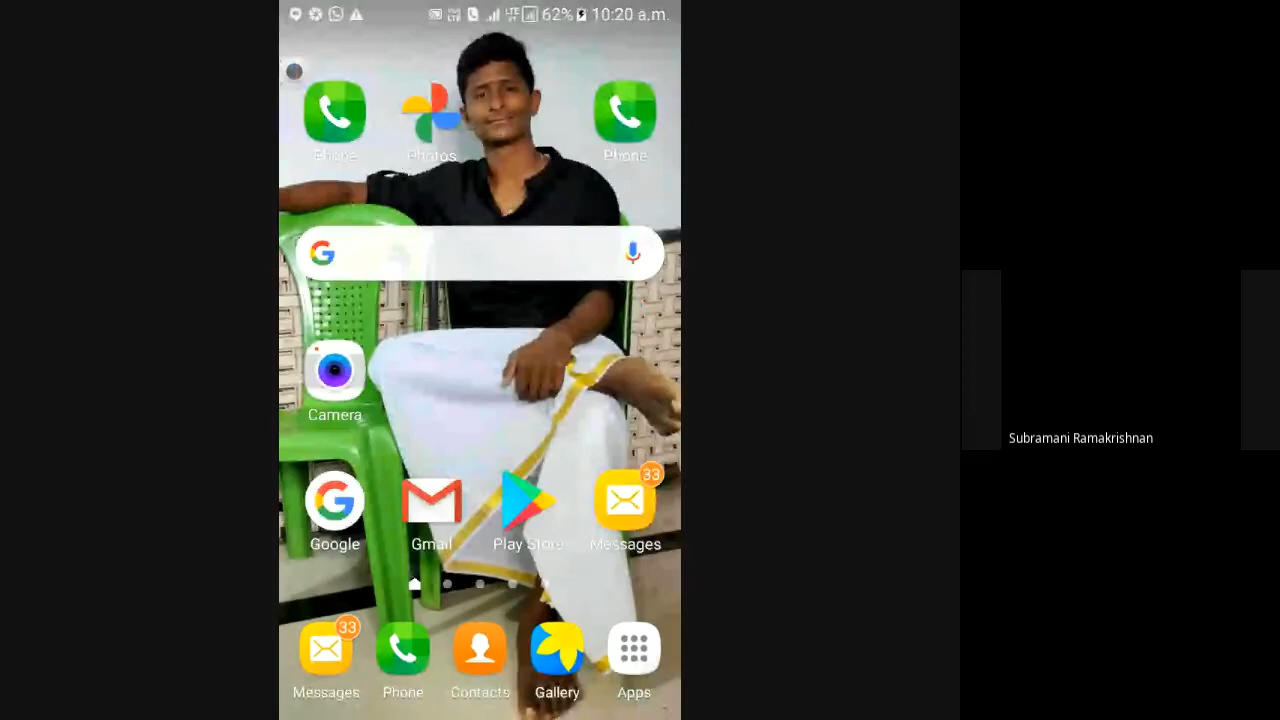 62% 10:20 a.m.
Phone Photos Phone
Camera
33
Google Gmail Play Store Messages
33
Messages Phone Contacts Gallery Apps
Subramani Ramakrishnan